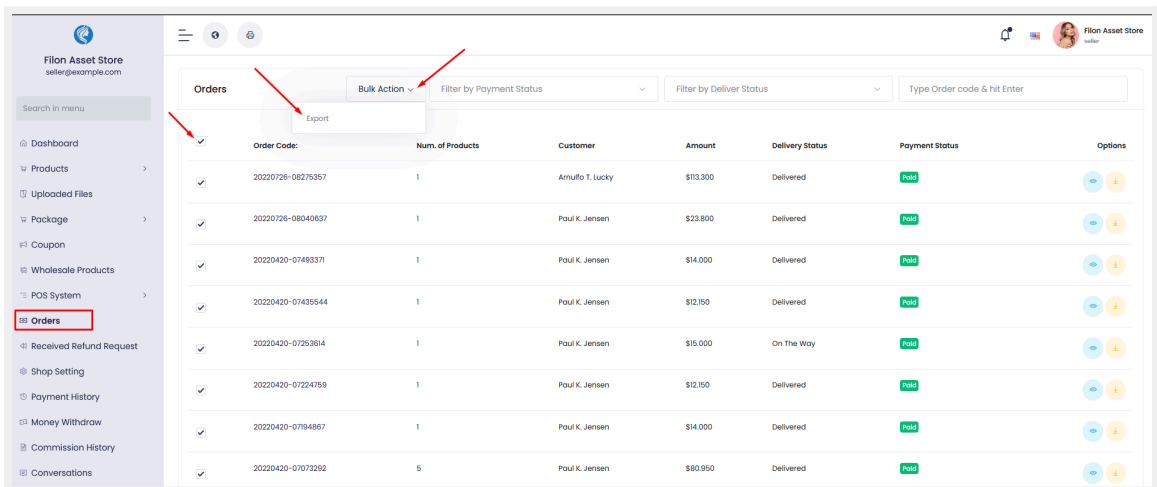 Filon Asset Store
seller@example.com
Search in menu
Dashboard
Products
Uploaded Files
Package
Coupon
Wholesale Products
POS System
Orders
Received Refund Request
Shop Setting
Payment History
Money Withdraw
Commission History
Conversations
Filon Asset Store
seller
Orders
Bulk Action
Filter by Payment Status
Filter by Deliver Status
Type Order code & hit Enter
Export
Order Code: Num. of Products Customer Amount Delivery Status Payment Status Options
20220726-08275357 1 Arnulfo T. Lucky $113.300 Delivered Paid
20220726-08040637 1 Paul K. Jensen $23.800 Delivered Paid
20220420-07493371 1 Paul K. Jensen $14.000 Delivered Paid
20220420-07435544 1 Paul K. Jensen $12.150 Delivered Paid
20220420-07253614 1 Paul K. Jensen $15.000 On The Way Paid
20220420-07224759 1 Paul K. Jensen $12.150 Delivered Paid
20220420-07194867 1 Paul K. Jensen $14.000 Delivered Paid
20220420-07073292 5 Paul K. Jensen $80.950 Delivered Paid